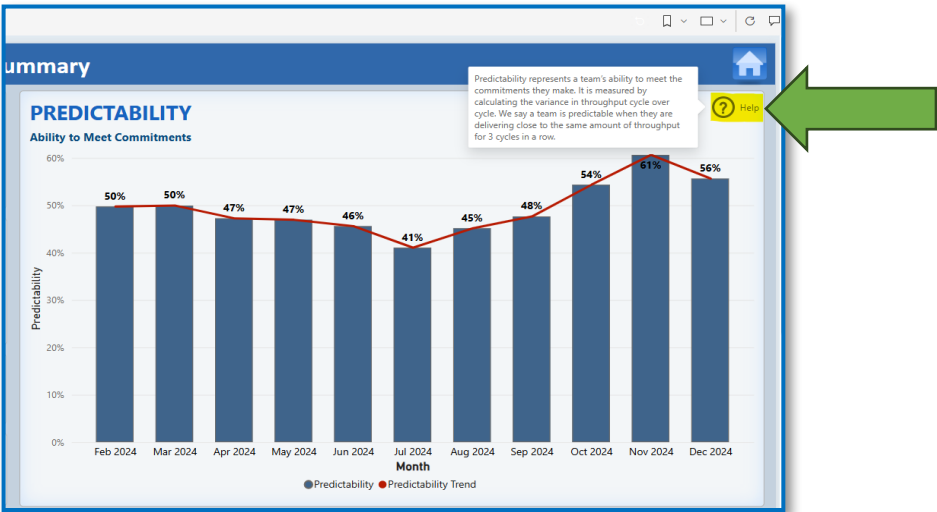 ummary
Predictability represents a team's ability to meet the
commitments they make. It is measured by
calculating the variance in throughput cycle over
cycle. We say a team is predictable when they are
delivering close to the same amount of throughput
for 3 cycles in a row.
Help
PREDICTABILITY
Ability to Meet Commitments
60%
50%
40%
30%
20%
10%
0%
Predictability
50%
50%
47%
47%
46%
41%
45%
48%
54%
61%
56%
Feb 2024 Mar 2024 Apr 2024 May 2024 Jun 2024 Jul 2024 Aug 2024 Sep 2024 Oct 2024 Nov 2024 Dec 2024
Month
Predictability Predictability Trend